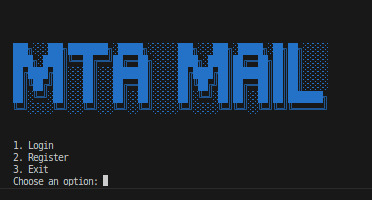 MTA MAIL
1. Login
2. Register
3. Exit
Choose an option: